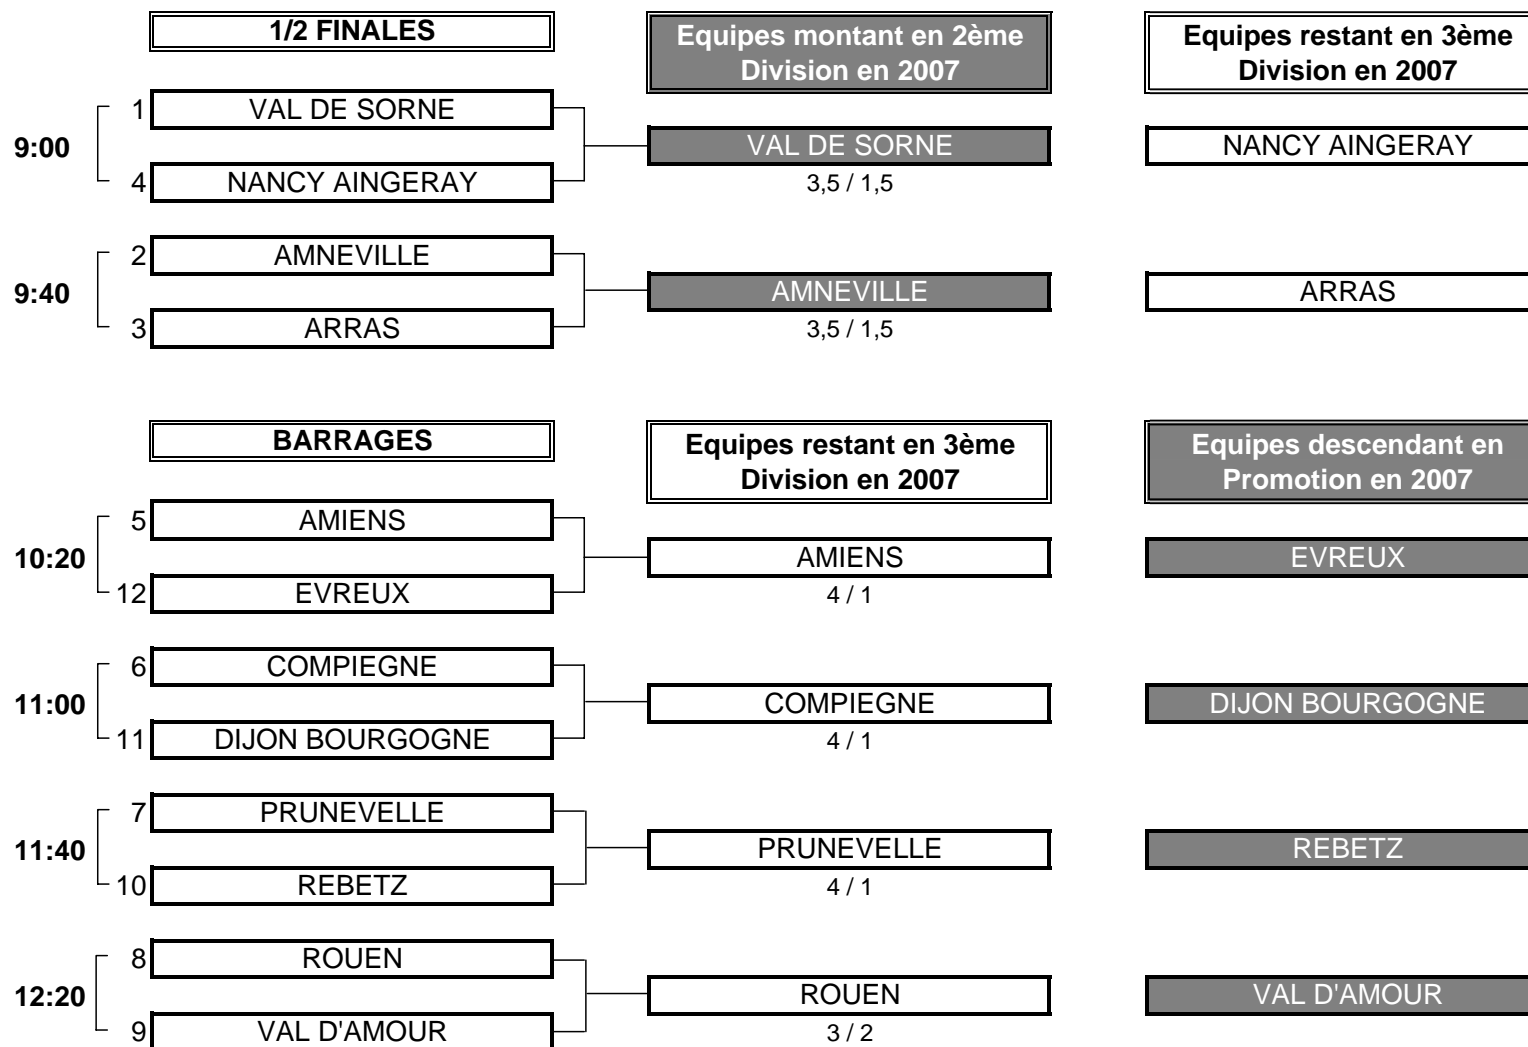 1/2 FINALES
Equipes montant en 2ème
Division en 2007
Equipes restant en 3ème
Division en 2007
9:00
1 VAL DE SORNE
4 NANCY AINGERAY
VAL DE SORNE
3,5 / 1,5
NANCY AINGERAY
9:40
2 AMNEVILLE
3 ARRAS
AMNEVILLE
3,5 / 1,5
ARRAS
BARRAGES
Equipes restant en 3ème
Division en 2007
Equipes descendant en
Promotion en 2007
10:20
5 AMIENS
12 EVREUX
AMIENS
4 / 1
EVREUX
11:00
6 COMPIEGNE
11 DIJON BOURGOGNE
COMPIEGNE
4 / 1
DIJON BOURGOGNE
11:40
7 PRUNEVELLE
10 REBETZ
PRUNEVELLE
4 / 1
REBETZ
12:20
8 ROUEN
9 VAL D'AMOUR
ROUEN
3 / 2
VAL D'AMOUR